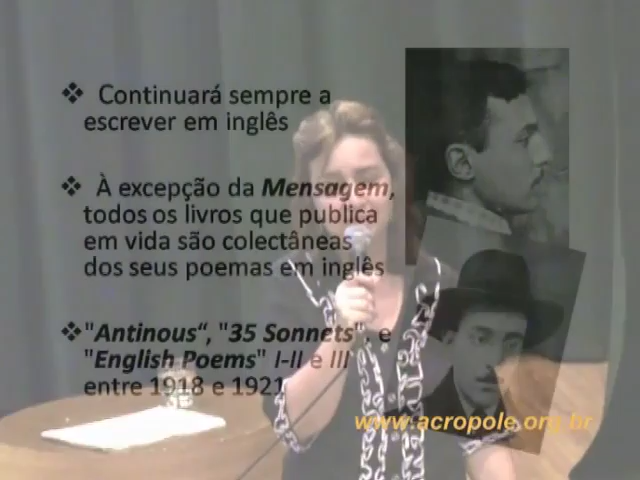 ❖ Continuará sempre a
escrever em inglês
❖ À excepção da Mensagem,
todos os livros que publica
em vida são colectâneas
dos seus poemas em inglês
❖ "Antinous“, "35 Sonnets", e
"English Poems" I-II e III
entre 1918 e 1921
www.acropole.org.br